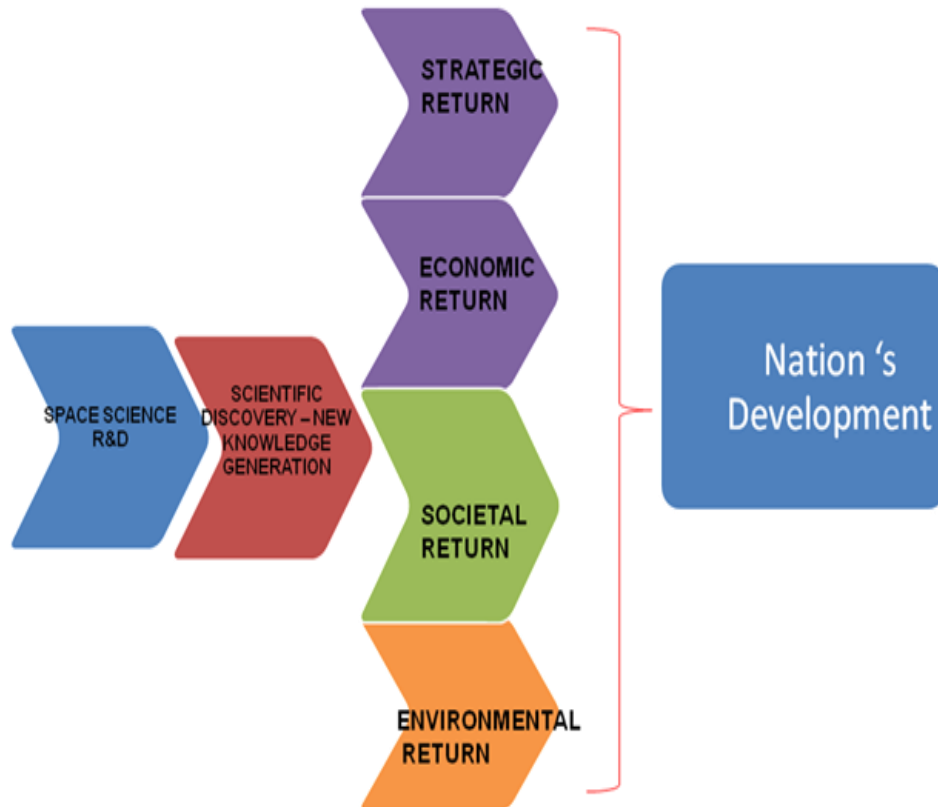 STRATEGIC
RETURN
ECONOMIC
RETURN
SPACE SCIENCE
R&D
SCIENTIFIC
DISCOVERY – NEW
KNOWLEDGE
GENERATION
SOCIETAL
RETURN
ENVIRONMENTAL
RETURN
Nation ‘s
Development